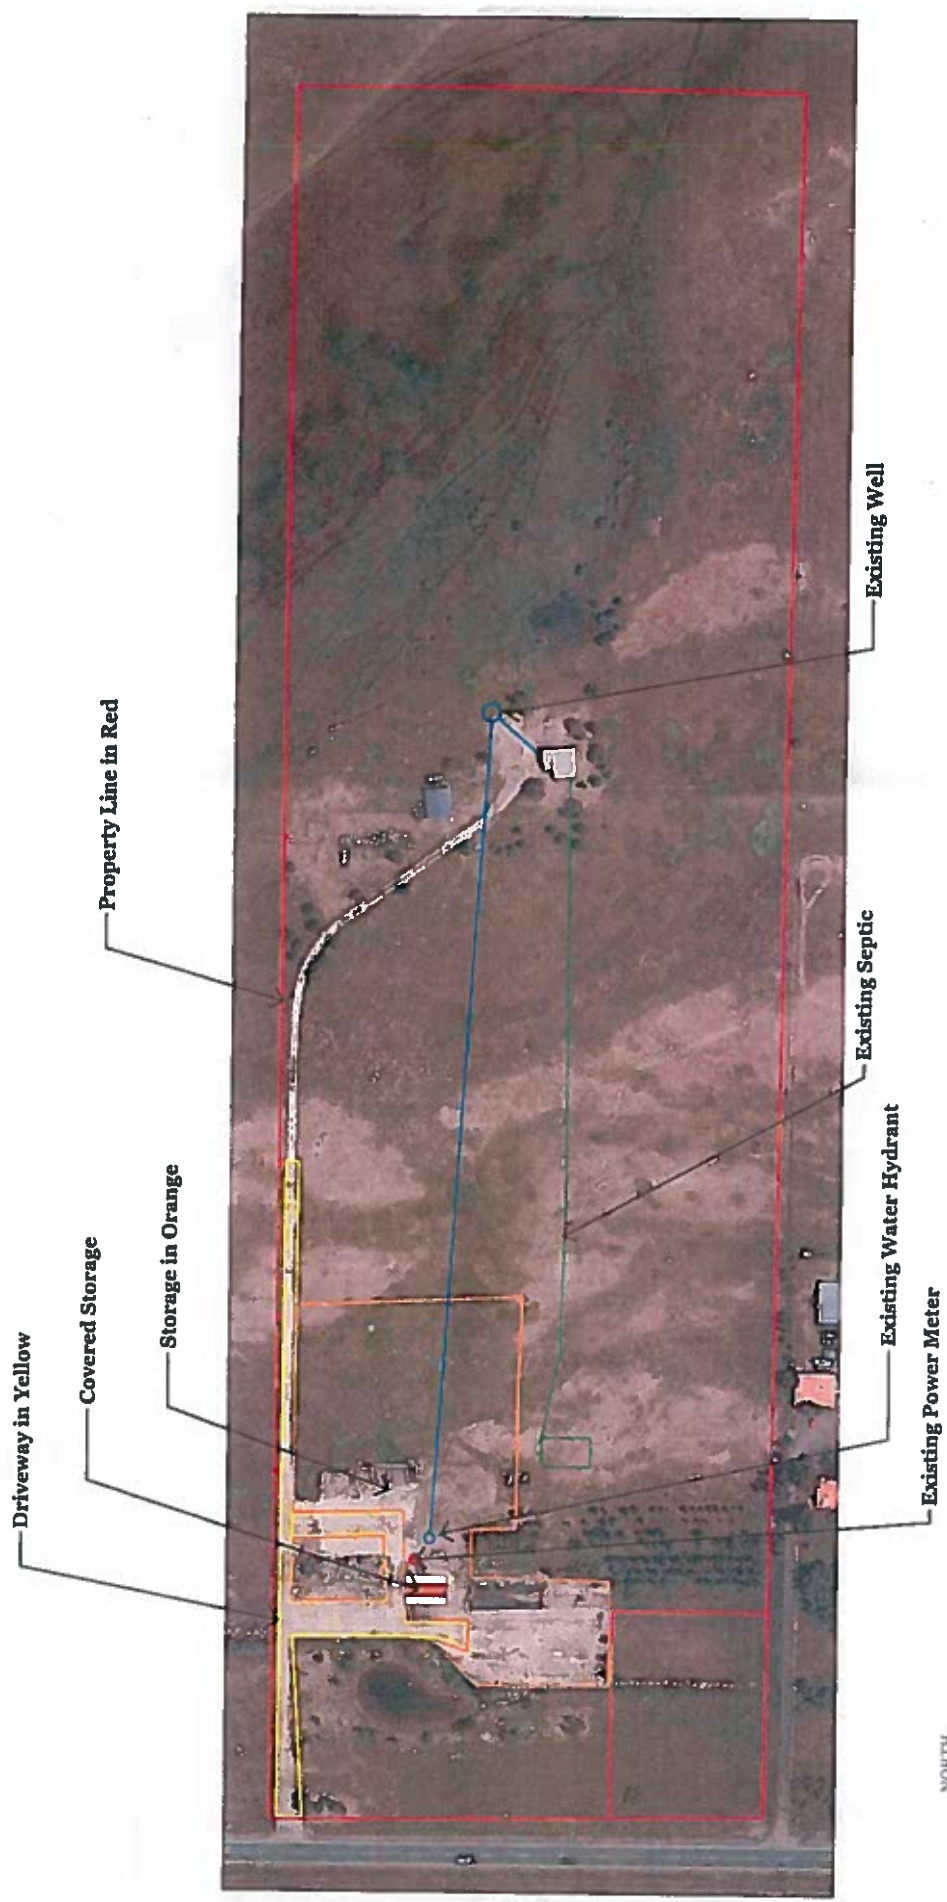 Driveway in Yellow
Covered Storage
Storage in Orange
Property Line in Red
Existing Power Meter
Existing Water Hydrant
Existing Septic
Existing Well
NORTH